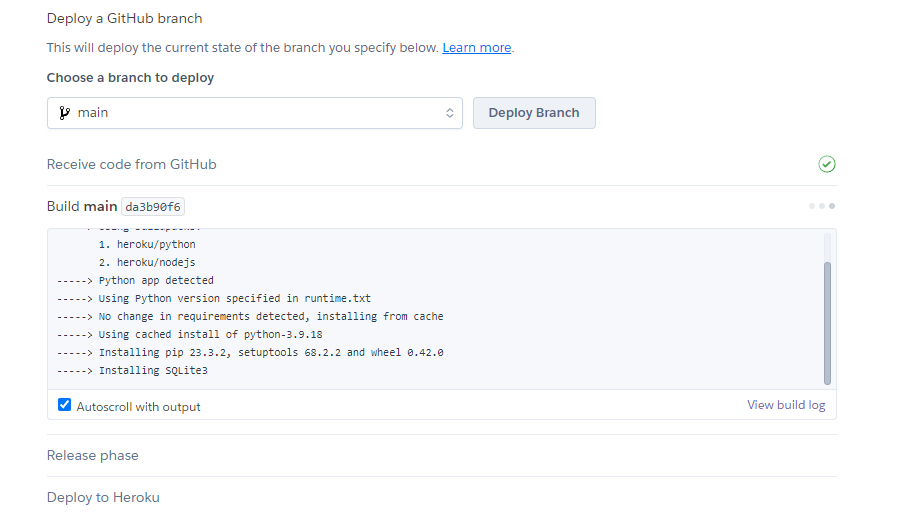 Deploy a GitHub branch
This will deploy the current state of the branch you specify below. Learn more.
Choose a branch to deploy
main
Deploy Branch
Receive code from GitHub
Build main da3b90f6
1. heroku/python
2. heroku/nodejs
-----> Python app detected
-----> Using Python version specified in runtime.txt
-----> No change in requirements detected, installing from cache
-----> Using cached install of python-3.9.18
-----> Installing pip 23.3.2, setuptools 68.2.2 and wheel 0.42.0
-----> Installing SQLite3
Autoscroll with output
View build log
Release phase
Deploy to Heroku